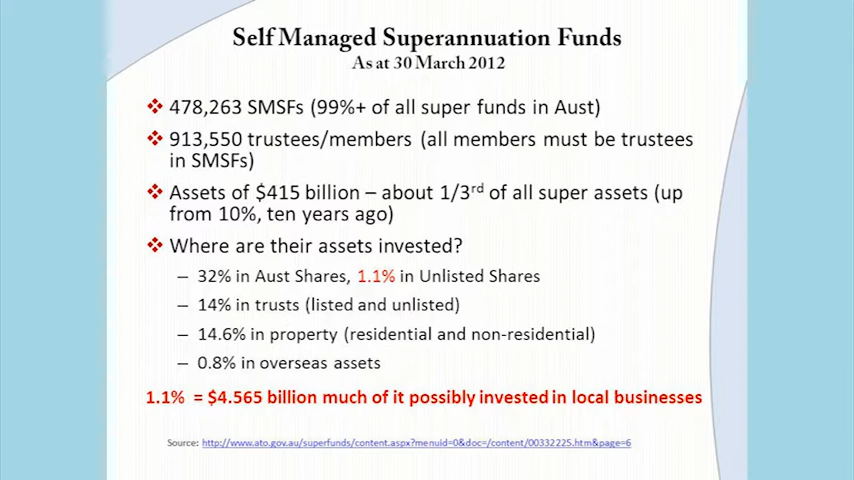 Self Managed Superannuation Funds
As at 30 March 2012
❖ 478,263 SMSFs (99%+ of all super funds in Aust)
❖ 913,550 trustees/members (all members must be trustees
in SMSFs)
❖ Assets of $415 billion – about 1/3rd of all super assets (up
from 10%, ten years ago)
❖ Where are their assets invested?
– 32% in Aust Shares, 1.1% in Unlisted Shares
– 14% in trusts (listed and unlisted)
– 14.6% in property (residential and non-residential)
– 0.8% in overseas assets
1.1% = $4.565 billion much of it possibly invested in local businesses
Source: http://www.ato.gov.au/superfunds/content.aspx?menuid=0&doc=/content/00332225.htm&page=6